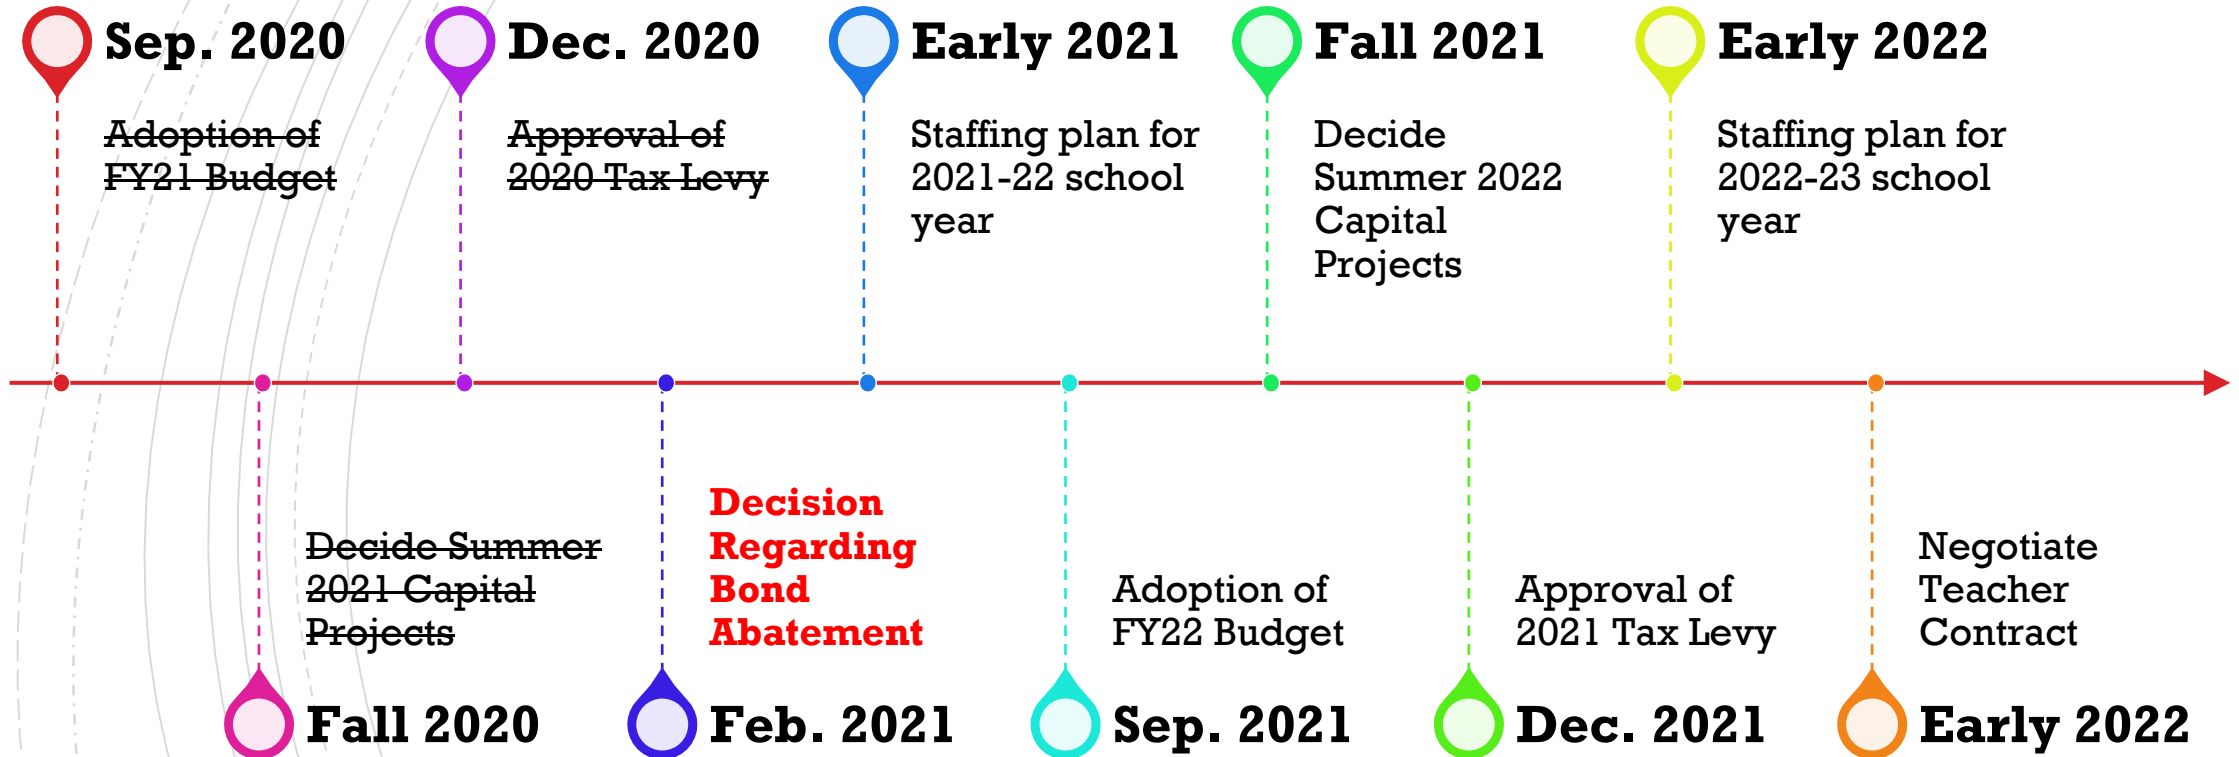 Sep. 2020
Adoption of
FY21 Budget
Dec. 2020
Approval of
2020 Tax Levy
Early 2021
Staffing plan for
2021-22 school
year
Fall 2021
Decide
Summer 2022
Capital
Projects
Early 2022
Staffing plan for
2022-23 school
year
Decide Summer
2021 Capital
Projects
Fall 2020
Decision
Regarding
Bond
Abatement
Feb. 2021
Adoption of
FY22 Budget
Sep. 2021
Approval of
2021 Tax Levy
Dec. 2021
Negotiate
Teacher
Contract
Early 2022